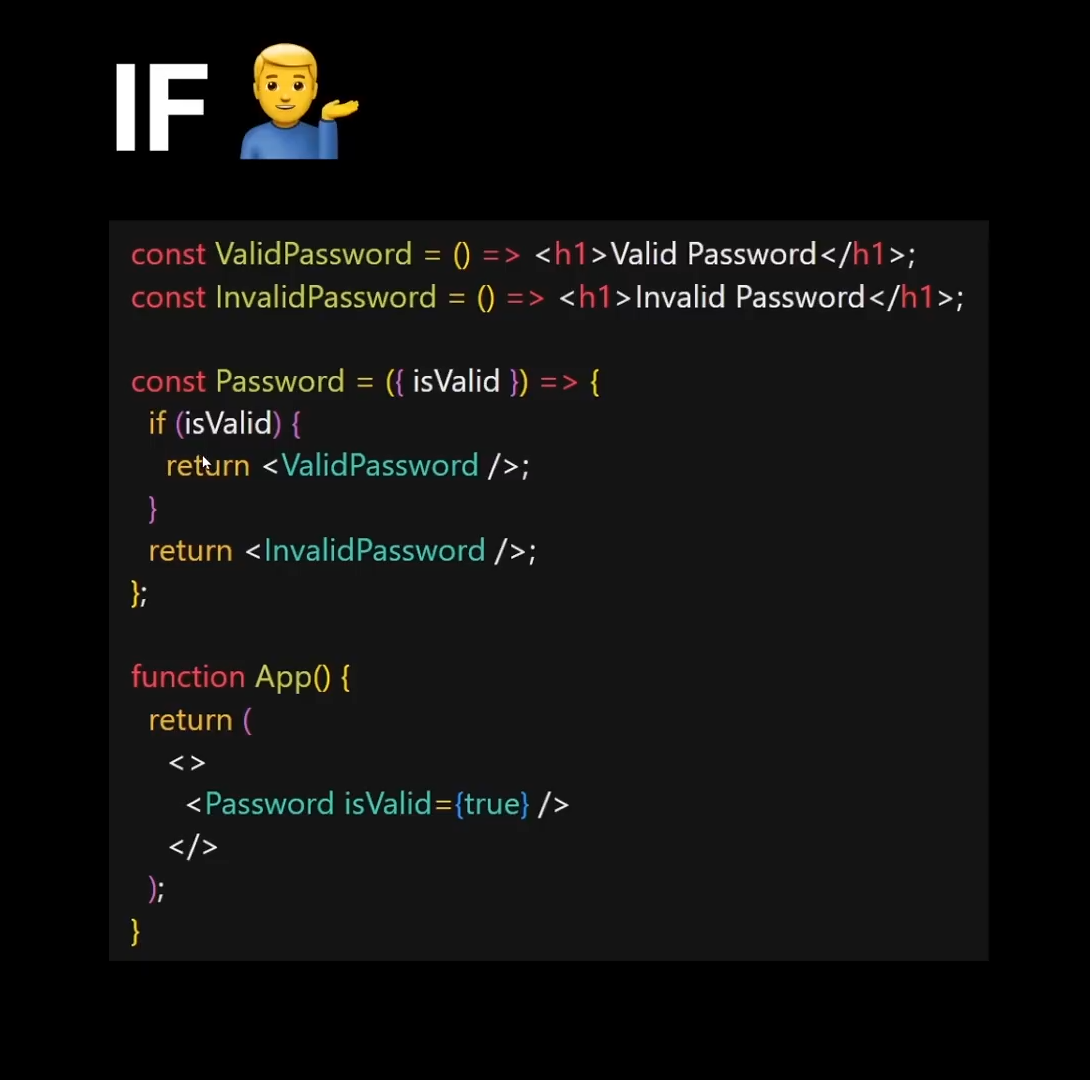 IF
const ValidPassword = () => <h1>Valid Password</h1>;
const InvalidPassword = () => <h1>Invalid Password</h1>;
const Password = ({ isValid }) => {
if (isValid) {
return <ValidPassword />;
}
return <InvalidPassword />;
};
function App() {
return (
<>
<Password isValid={true} />
</>
);
}